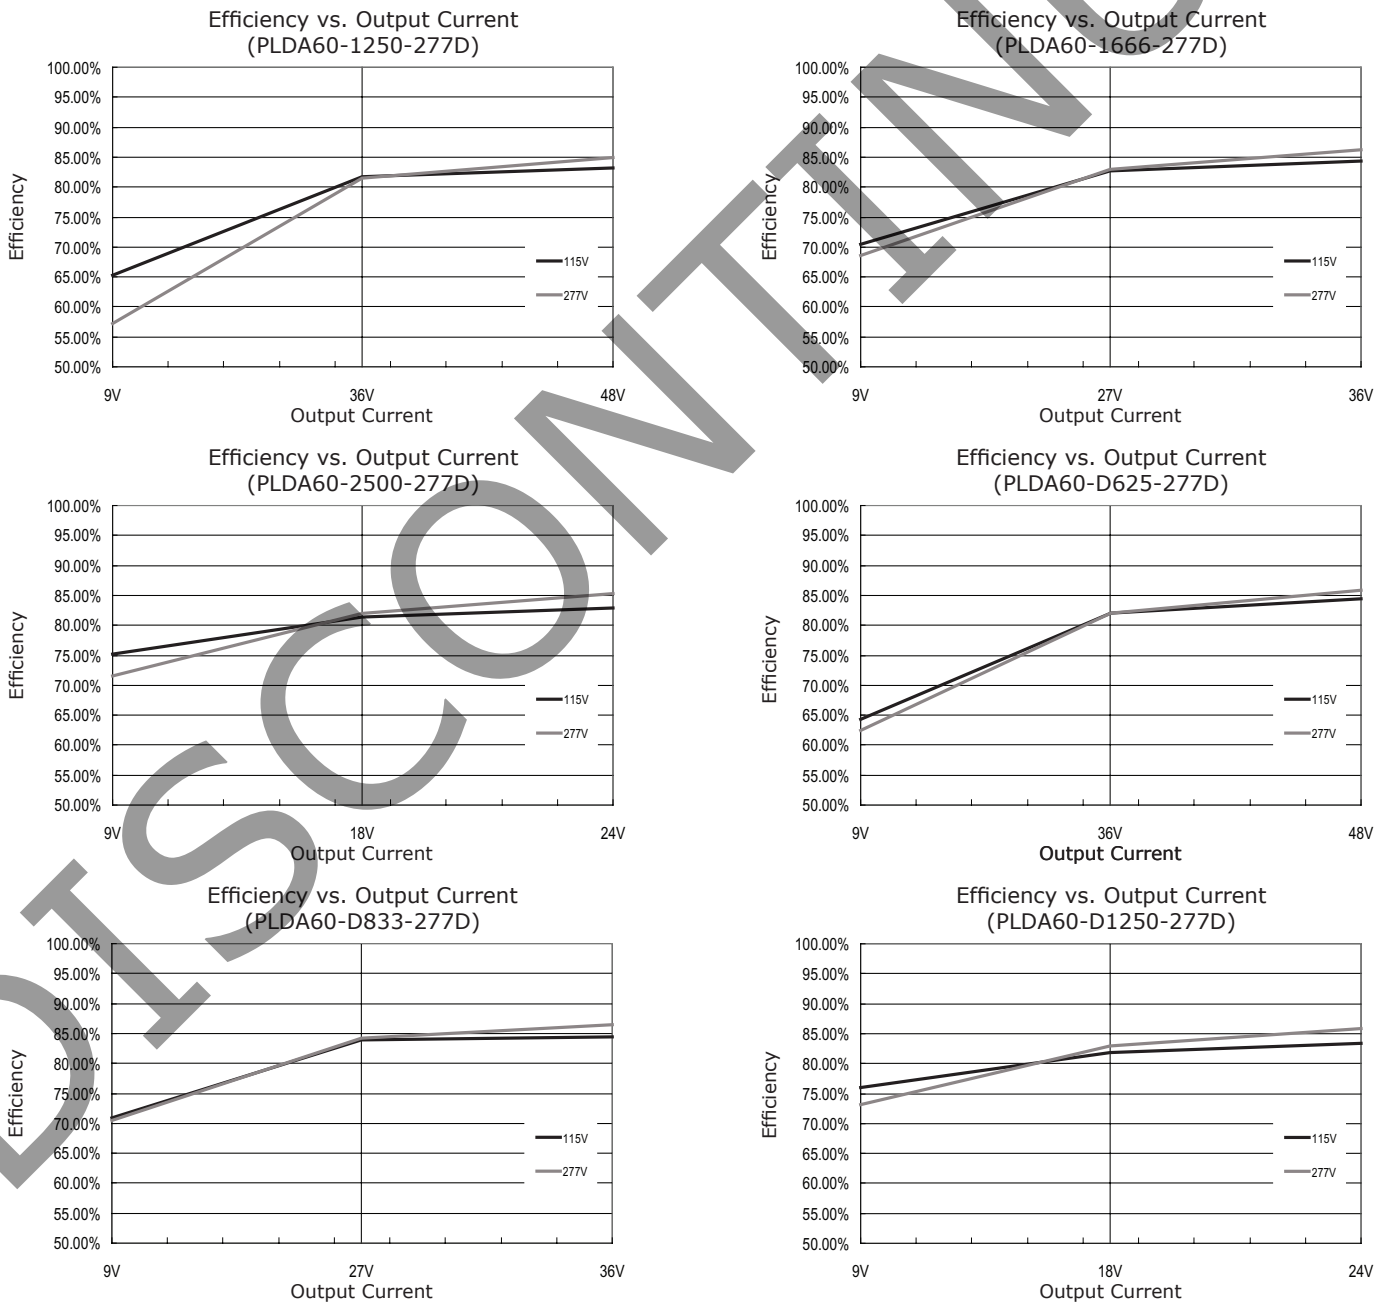 Efficiency vs. Output Current
(PLDA60-1250-277D)
100.00%
95.00%
90.00%
85.00%
80.00%
75.00%
70.00%
65.00%
60.00%
55.00%
50.00%
Efficiency
115V
277V
9V 36V 48V
Output Current
Efficiency vs. Output Current
(PLDA60-1666-277D)
100.00%
95.00%
90.00%
85.00%
80.00%
75.00%
70.00%
65.00%
60.00%
55.00%
50.00%
Efficiency
115V
277V
9V 27V 36V
Output Current
Efficiency vs. Output Current
(PLDA60-2500-277D)
100.00%
95.00%
90.00%
85.00%
80.00%
75.00%
70.00%
65.00%
60.00%
55.00%
50.00%
Efficiency
115V
277V
9V 18V 24V
Output Current
Efficiency vs. Output Current
(PLDA60-D625-277D)
100.00%
95.00%
90.00%
85.00%
80.00%
75.00%
70.00%
65.00%
60.00%
55.00%
50.00%
Efficiency
115V
277V
9V 36V 48V
Output Current
Efficiency vs. Output Current
(PLDA60-D833-277D)
100.00%
95.00%
90.00%
85.00%
80.00%
75.00%
70.00%
65.00%
60.00%
55.00%
50.00%
Efficiency
115V
277V
9V 27V 36V
Output Current
Efficiency vs. Output Current
(PLDA60-D1250-277D)
100.00%
95.00%
90.00%
85.00%
80.00%
75.00%
70.00%
65.00%
60.00%
55.00%
50.00%
Efficiency
115V
277V
9V 18V 24V
Output Current
DISCONTINU